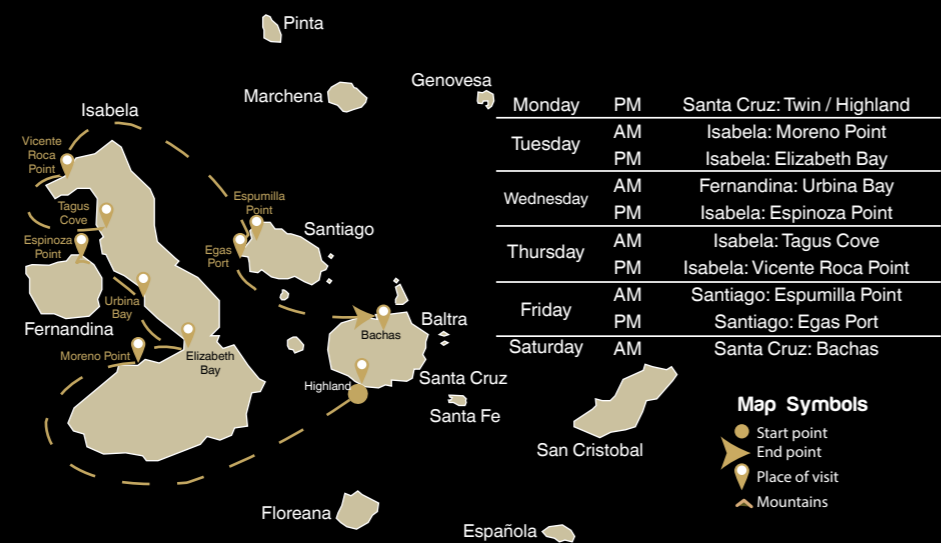 Pinta
Genovesa
Marchena
Isabela
Vicente
Roca
Point
Tagus
Cove
Espinoza
Point
Espumilla
Point
Santiago
Egas
Port
Fernandina
Urbina
Bay
Moreno Point
Elizabeth
Bay
Bachas
Baltra
Highland
Santa Cruz
Santa Fe
San Cristobal
Floreana
Española
Monday PM Santa Cruz: Twin / Highland
Tuesday AM Isabela: Moreno Point
PM Isabela: Elizabeth Bay
Wednesday AM Fernandina: Urbina Bay
PM Isabela: Espinoza Point
Thursday AM Isabela: Tagus Cove
PM Isabela: Vicente Roca Point
Friday AM Santiago: Espumilla Point
PM Santiago: Egas Port
Saturday AM Santa Cruz: Bachas
Map Symbols
Start point
End point
Place of visit
Mountains